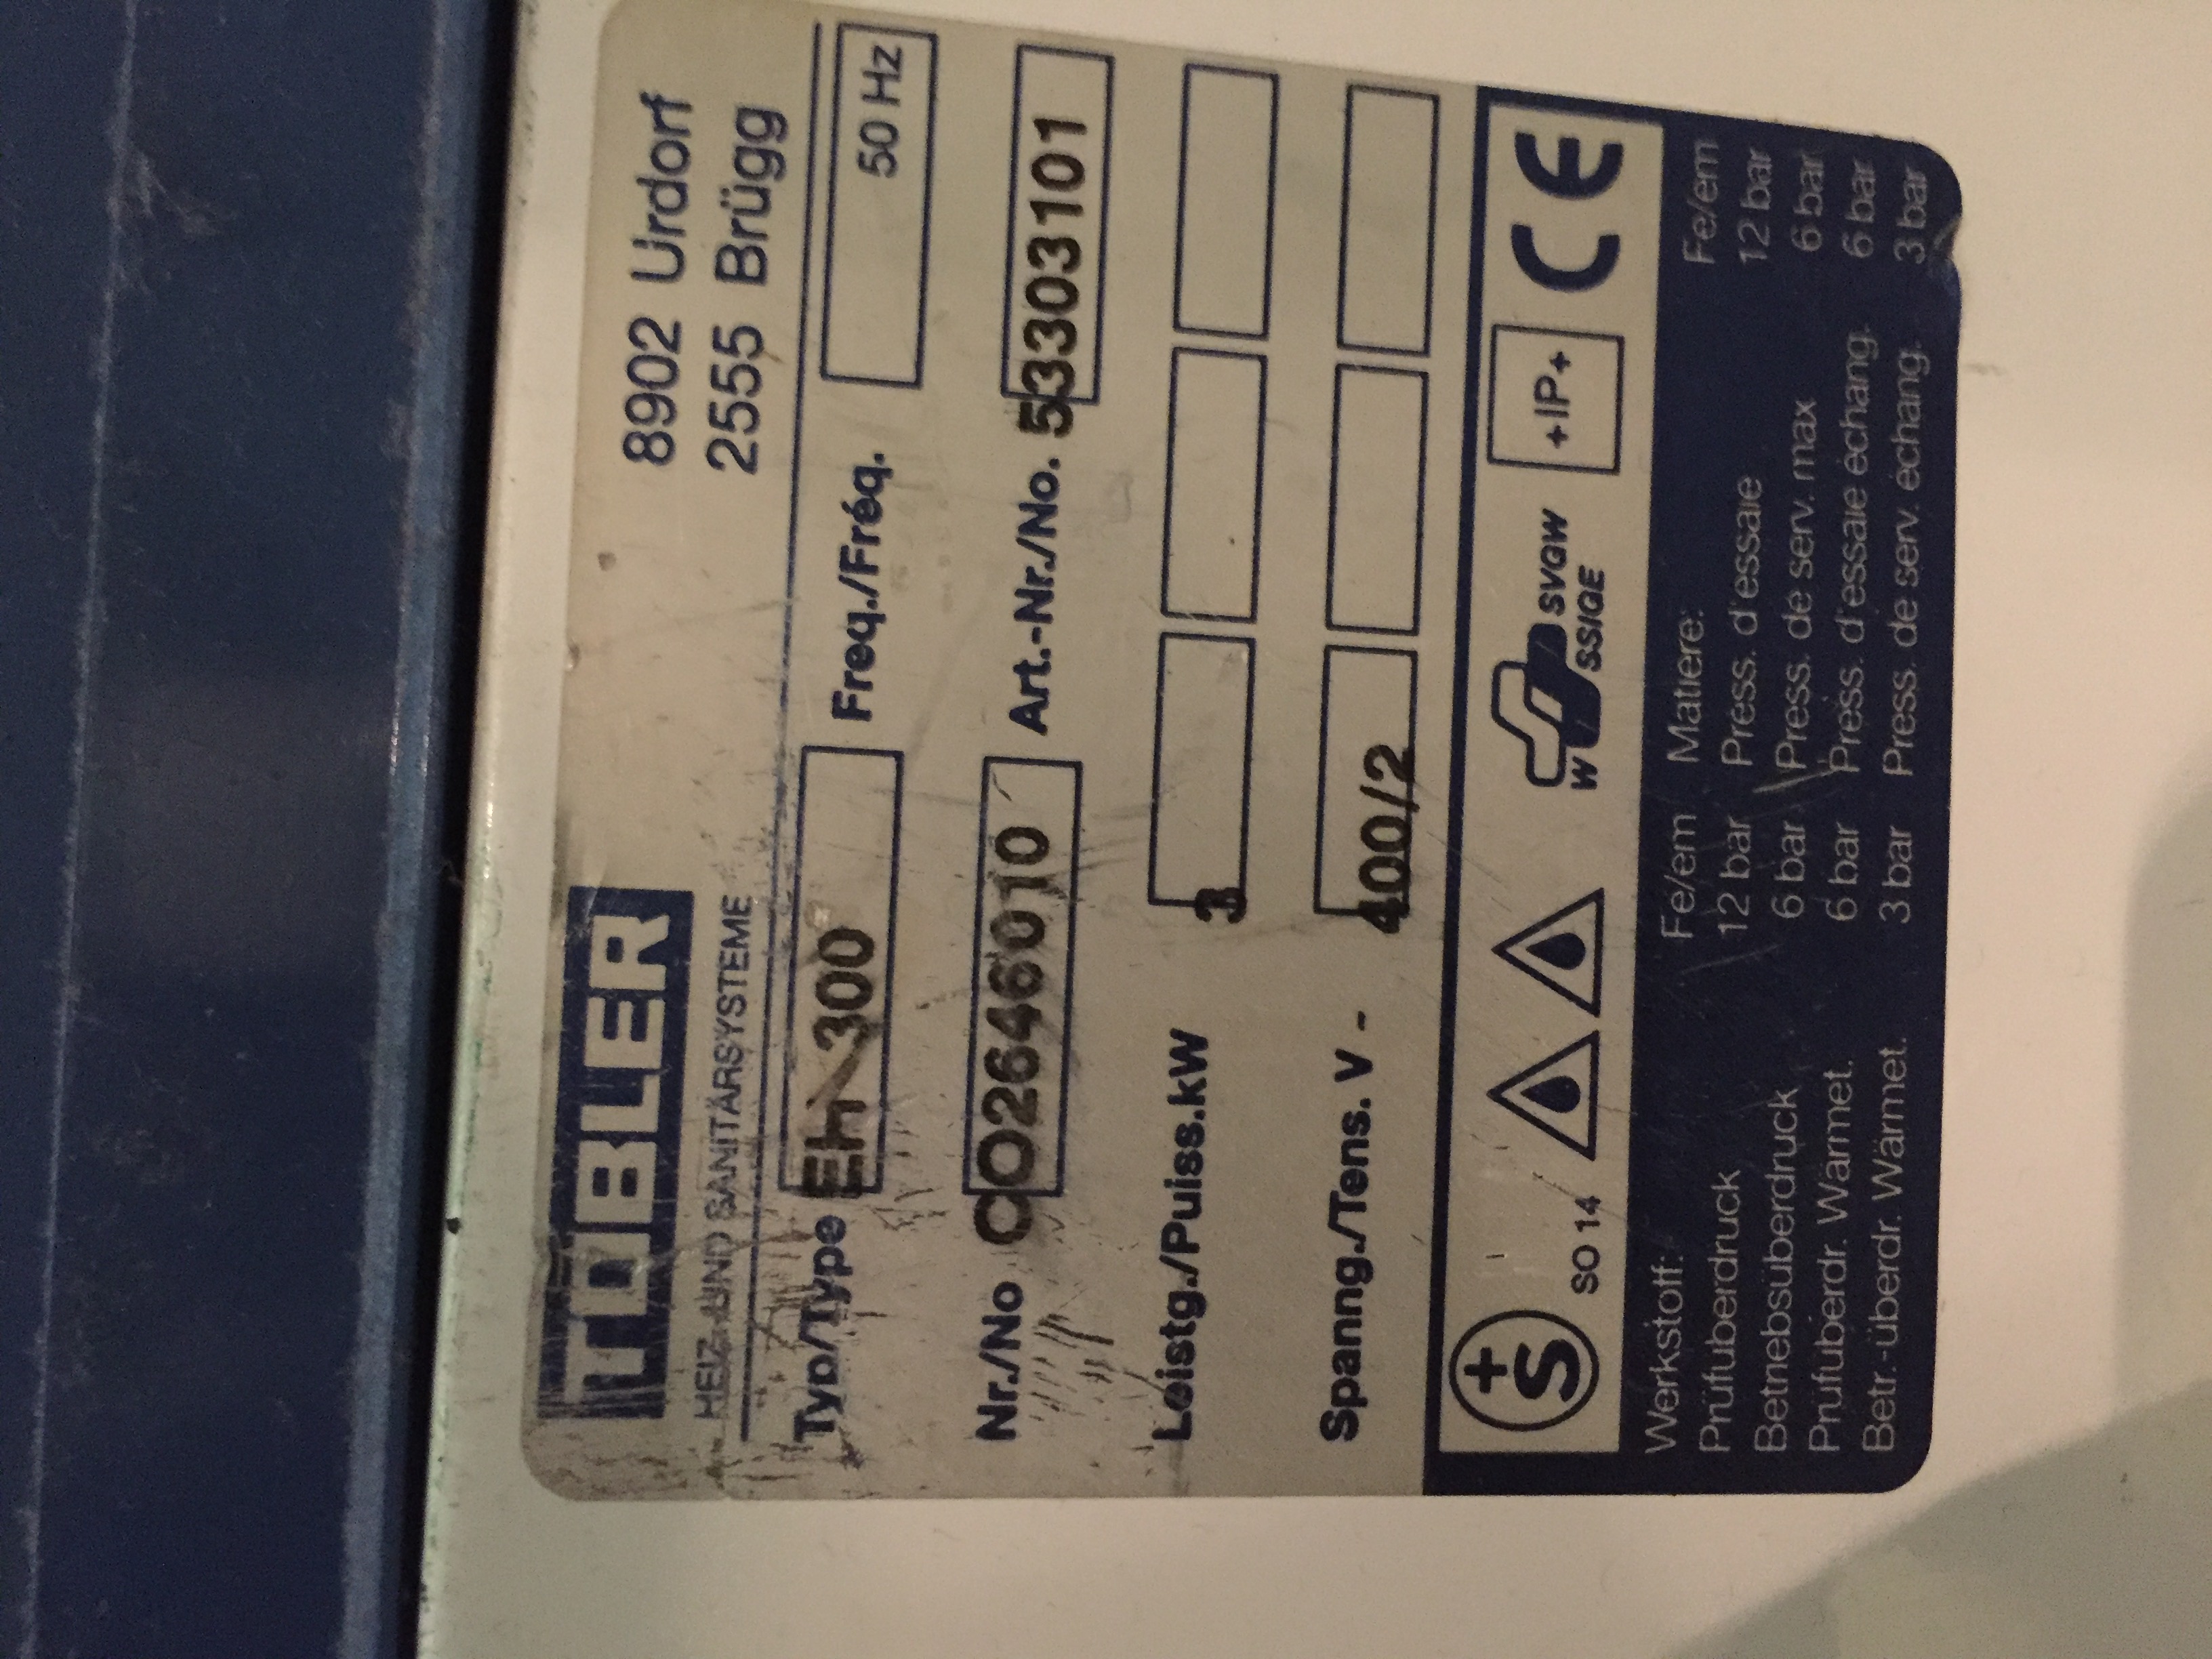 TOBLER
HEIZ-UND SANITÄRSYSTEME
8902 Urdorf
2555 Brügg
Typ/Type EH 300 Freq./Fréq. 50 Hz
Nr./No CO2646010 Art.-Nr./No. 53303101
Leistg./Puiss.kW 3
Spanng./Tens. V - 400/2
+S SO 14 W SVGW SSIGE +IP+ CE
Werkstoff: Fe/em Matiere: Fe/em
Prüfuberdruck 12 bar Press. d'essaie 12 bar
Betriebsüberdruck 6 bar Press. de serv. max 6 bar
Prüfuberdr. Wärmet. 6 bar Press. d'essaie échang. 6 bar
Betr.-überdr. Wärmet. 3 bar Press. de serv. échang. 3 bar